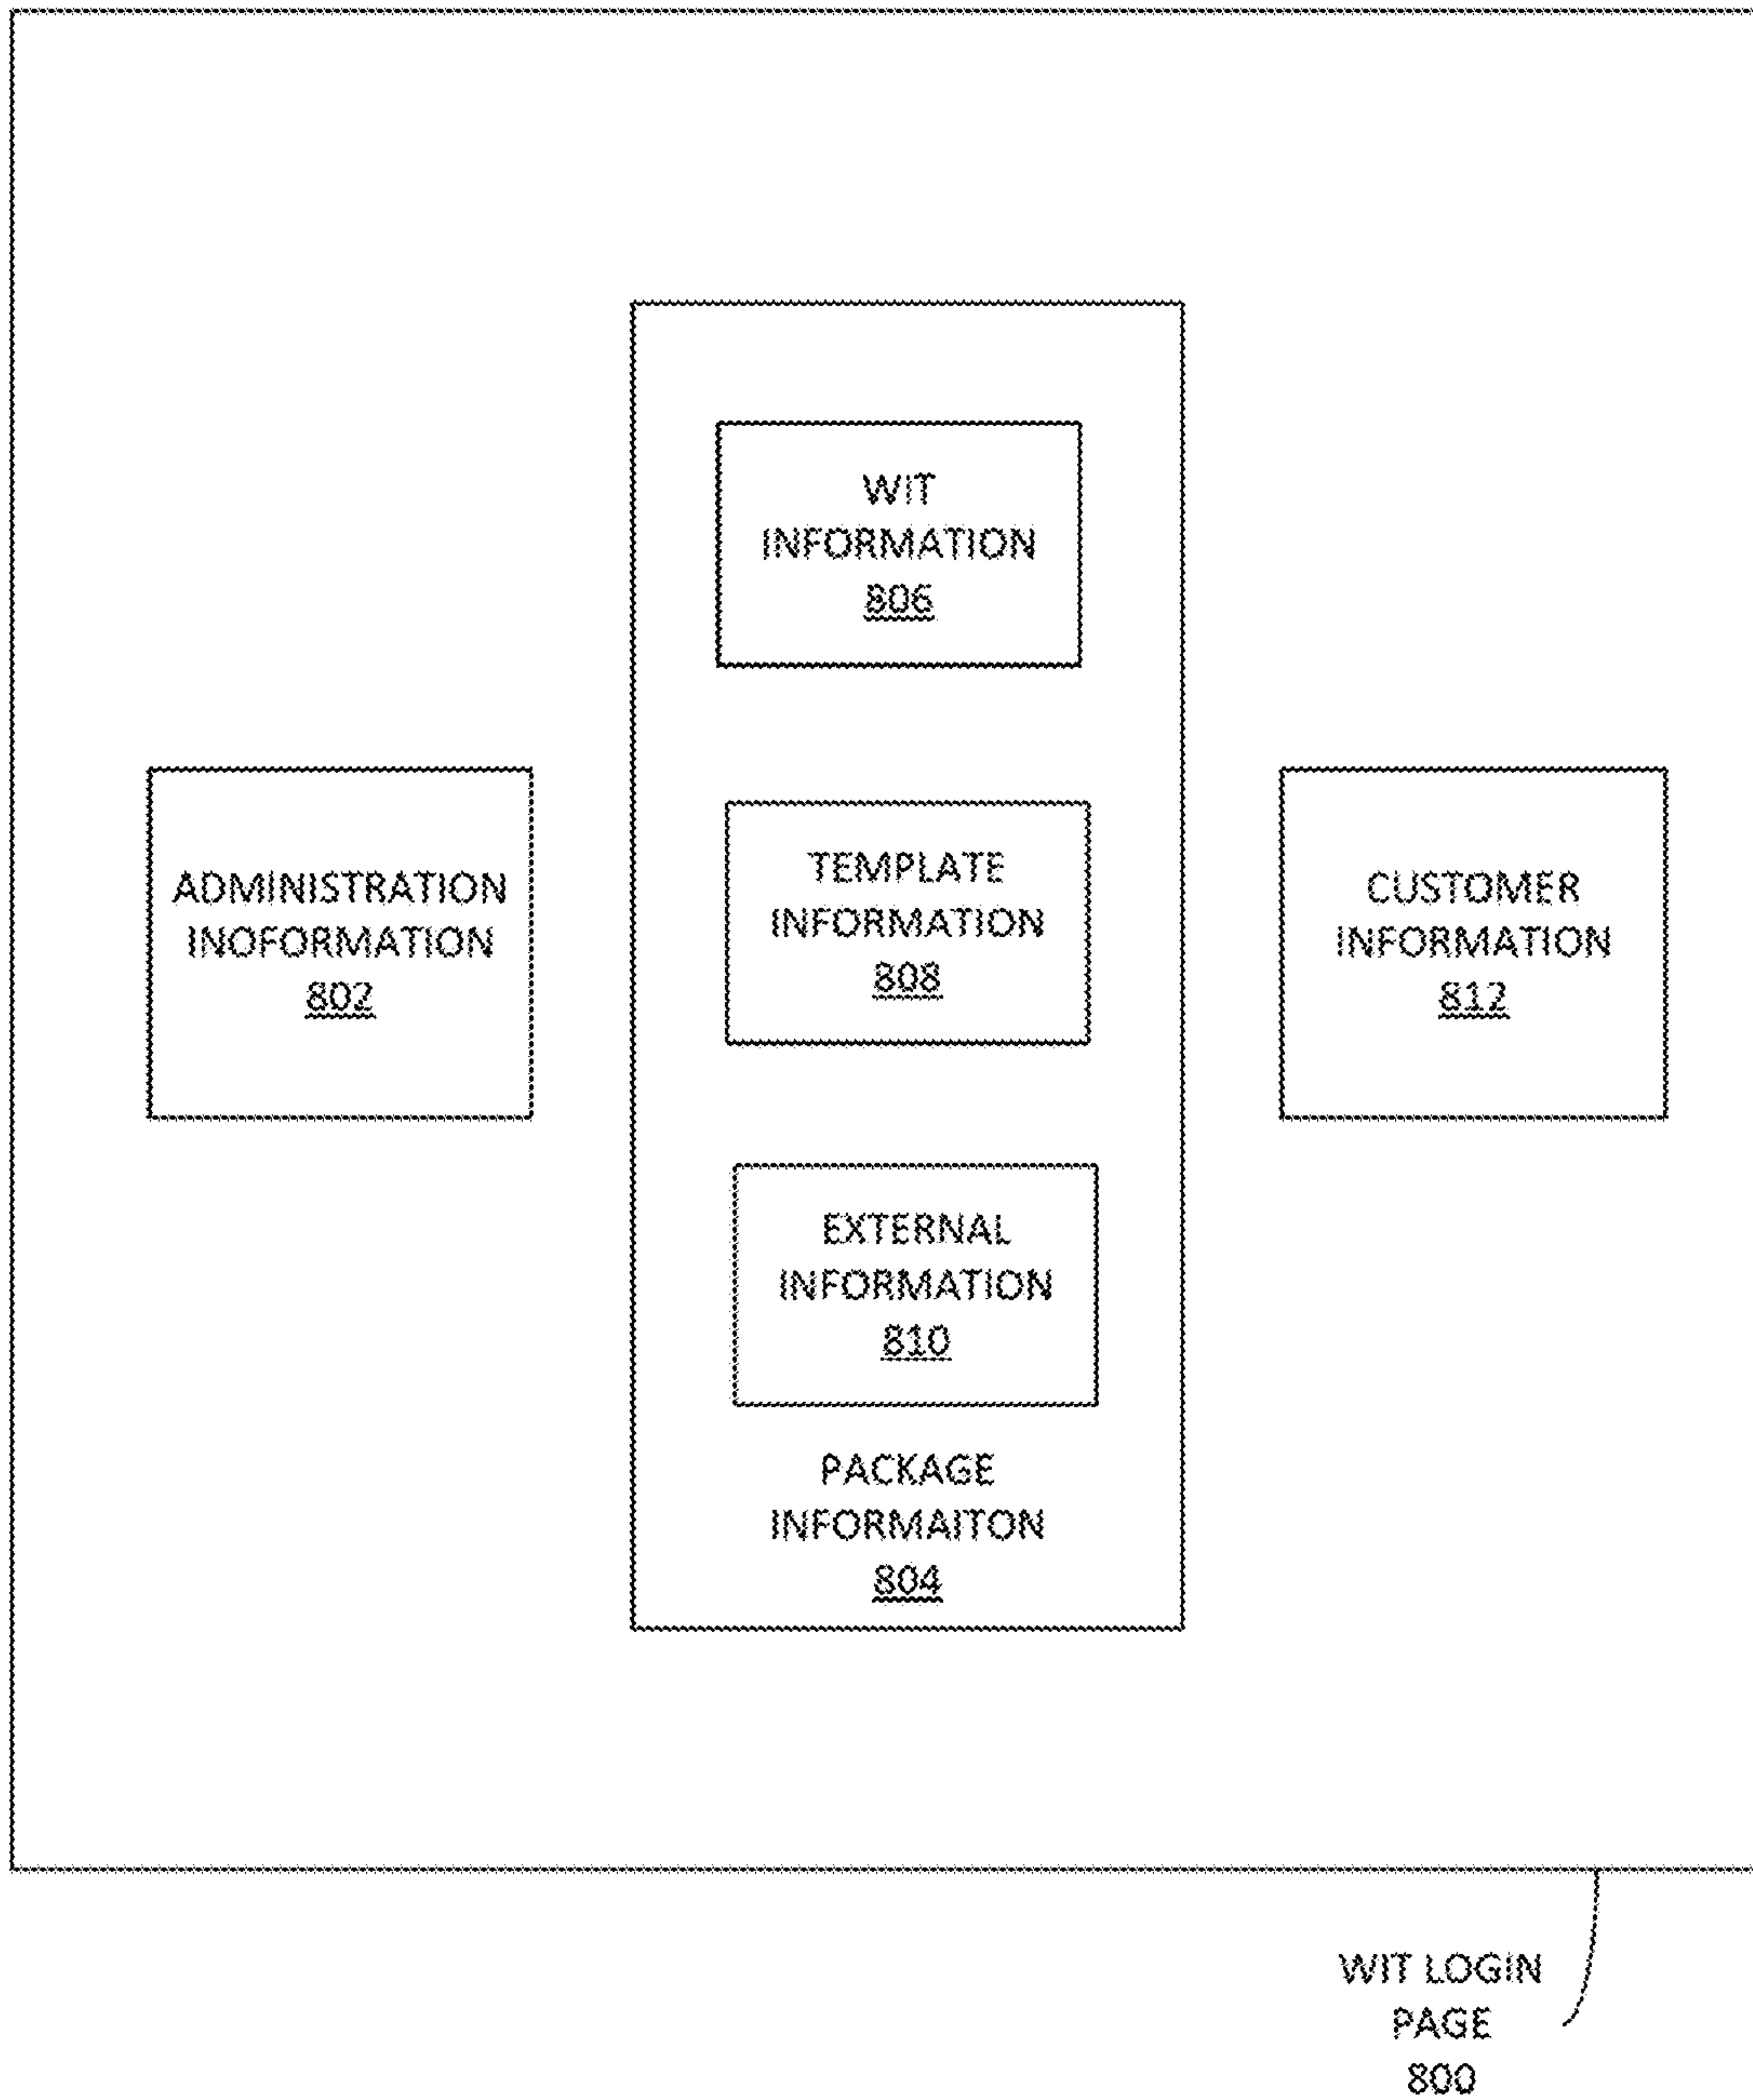 WIT
INFORMATION
806
ADMINISTRATION
INOFORMATION
802
TEMPLATE
INFORMATION
808
CUSTOMER
INFORMATION
812
EXTERNAL
INFORMATION
810
PACKAGE
INFORMAITON
804
WIT LOGIN
PAGE
800